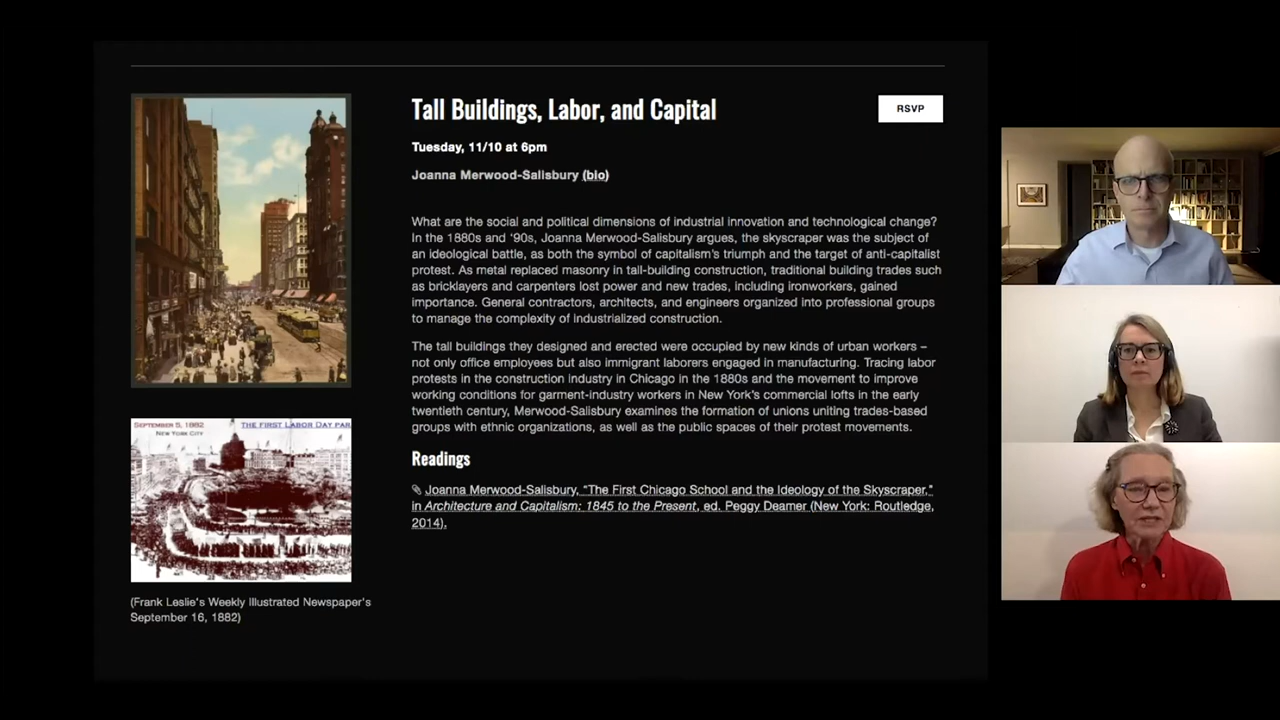 Tall Buildings, Labor, and Capital
RSVP
Tuesday, 11/10 at 6pm
Joanna Merwood-Salisbury (bio)
What are the social and political dimensions of industrial innovation and technological change?
In the 1880s and '90s, Joanna Merwood-Salisbury argues, the skyscraper was the subject of
an ideological battle, as both the symbol of capitalism's triumph and the target of anti-capitalist
protest. As metal replaced masonry in tall-building construction, traditional building trades such
as bricklayers and carpenters lost power and new trades, including ironworkers, gained
importance. General contractors, architects, and engineers organized into professional groups
to manage the complexity of industrialized construction.
The tall buildings they designed and erected were occupied by new kinds of urban workers –
not only office employees but also immigrant laborers engaged in manufacturing. Tracing labor
protests in the construction industry in Chicago in the 1880s and the movement to improve
working conditions for garment-industry workers in New York's commercial lofts in the early
twentieth century, Merwood-Salisbury examines the formation of unions uniting trades-based
groups with ethnic organizations, as well as the public spaces of their protest movements.
Readings
Joanna Merwood-Salisbury, "The First Chicago School and the Ideology of the Skyscraper,"
in Architecture and Capitalism: 1845 to the Present, ed. Peggy Deamer (New York: Routledge,
2014).
SEPTEMBER 5, 1882
NEW YORK CITY
THE FIRST LABOR DAY PAR
(Frank Leslie's Weekly Illustrated Newspaper's
September 16, 1882)